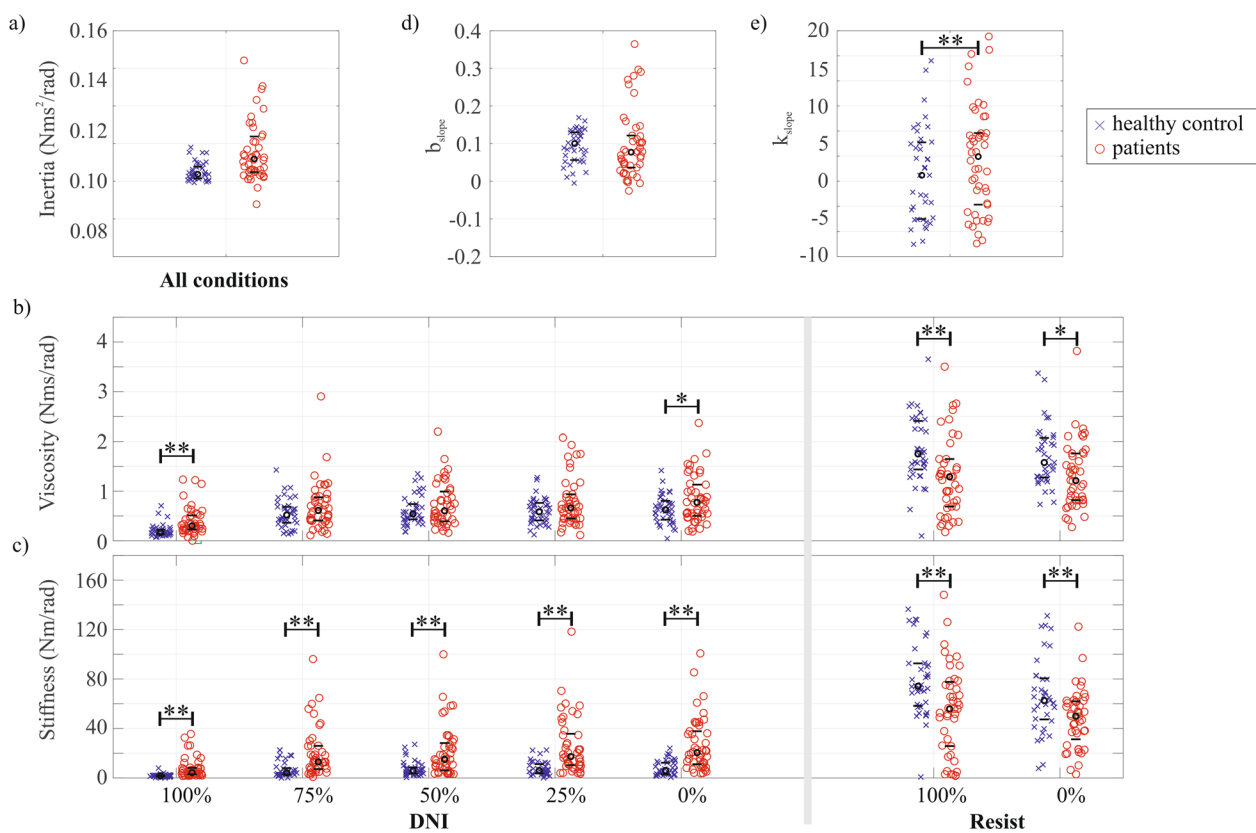 a)
0.16
0.14
0.12
0.10
0.08
Inertia (Nms²/rad)
All conditions
d)
0.4
0.3
0.2
0.1
0
-0.1
-0.2
b slope
e)
20
15
10
5
0
-5
-10
k slope
**
healthy control
patients
b)
4
3
2
1
0
Viscosity (Nms/rad)
**
*
**
*
c)
160
120
80
40
0
Stiffness (Nm/rad)
**
**
**
**
**
**
**
100% 75% 50% 25% 0% 100% 0%
DNI Resist